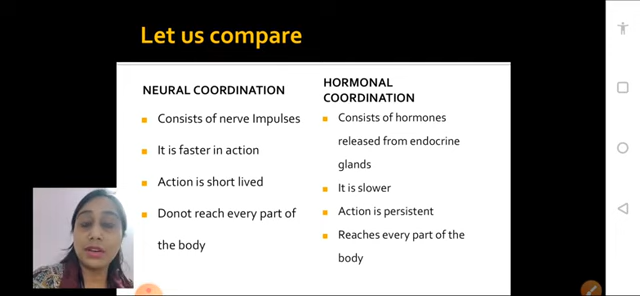 Let us compare
NEURAL COORDINATION
Consists of nerve Impulses
It is faster in action
Action is short lived
Donot reach every part of
the body
HORMONAL
COORDINATION
Consists of hormones
released from endocrine
glands
It is slower
Action is persistent
Reaches every part of the
body